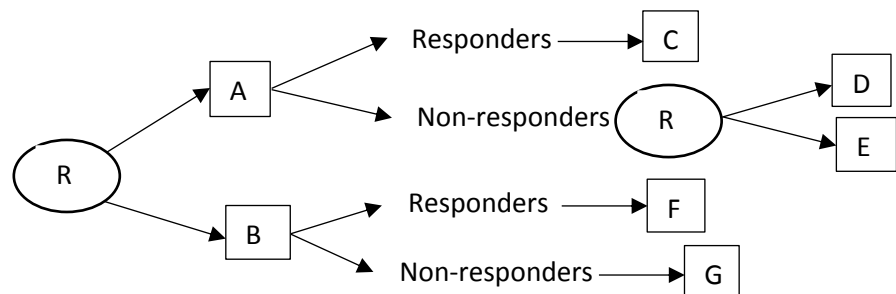 Responders C
A D
Non-responders R
E
R
Responders F
B
Non-responders G